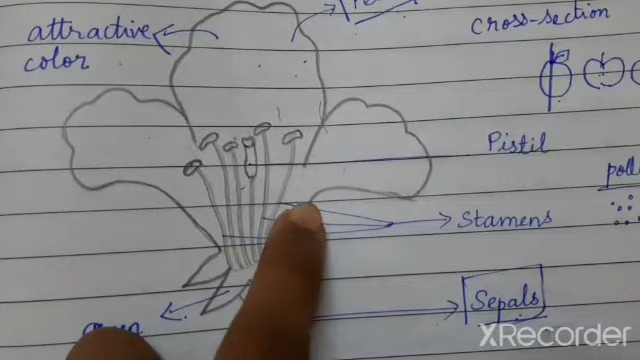 attractive
color
cross-section
Pistil
Stamens
Sepals
XRecorder